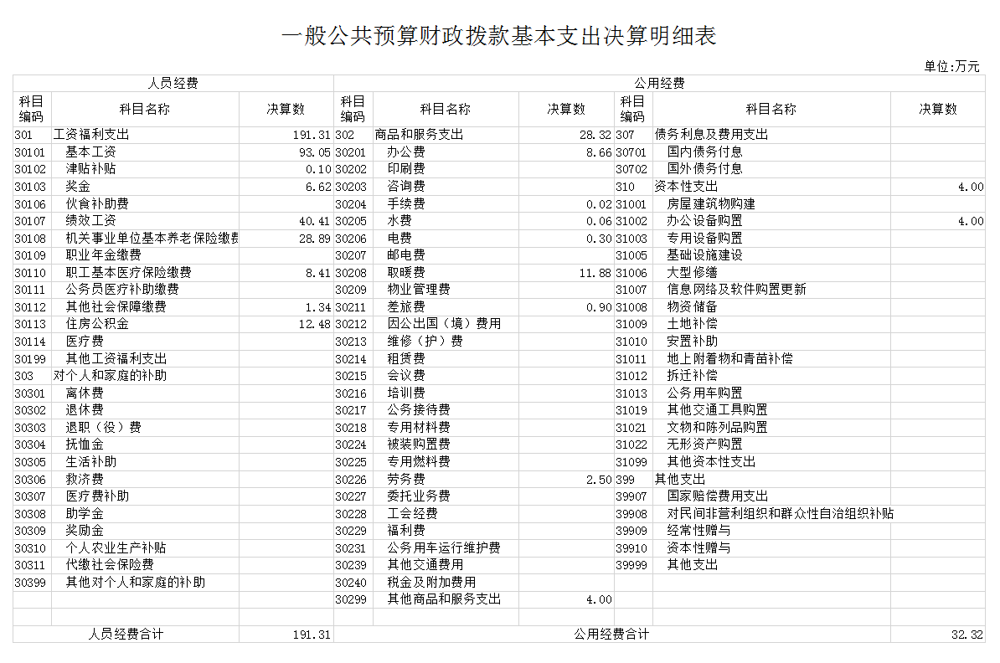 一般公共预算财政拨款基本支出决算明细表
单位:万元
人员经费 公用经费
科目编码 科目名称 决算数 科目编码 科目名称 决算数 科目编码 科目名称 决算数
301 工资福利支出 191.31 302 商品和服务支出 28.32 307 债务利息及费用支出
30101 基本工资 93.05 30201 办公费 8.66 30701 国内债务付息
30102 津贴补贴 0.10 30202 印刷费 30702 国外债务付息
30103 奖金 6.62 30203 咨询费 310 资本性支出 4.00
30106 伙食补助费 30204 手续费 0.02 31001 房屋建筑物购建
30107 绩效工资 40.41 30205 水费 0.06 31002 办公设备购置 4.00
30108 机关事业单位基本养老保险缴费 28.89 30206 电费 0.30 31003 专用设备购置
30109 职业年金缴费 30207 邮电费 31005 基础设施建设
30110 职工基本医疗保险缴费 8.41 30208 取暖费 11.88 31006 大型修缮
30111 公务员医疗补助缴费 30209 物业管理费 31007 信息网络及软件购置更新
30112 其他社会保障缴费 1.34 30211 差旅费 0.90 31008 物资储备
30113 住房公积金 12.48 30212 因公出国（境）费用 31009 土地补偿
30114 医疗费 30213 维修（护）费 31010 安置补助
30199 其他工资福利支出 30214 租赁费 31011 地上附着物和青苗补偿
303 对个人和家庭的补助 30215 会议费 31012 拆迁补偿
30301 离休费 30216 培训费 31013 公务用车购置
30302 退休费 30217 公务接待费 31019 其他交通工具购置
30303 退职（役）费 30218 专用材料费 31021 文物和陈列品购置
30304 抚恤金 30224 被装购置费 31022 无形资产购置
30305 生活补助 30225 专用燃料费 31099 其他资本性支出
30306 救济费 30226 劳务费 2.50 399 其他支出
30307 医疗费补助 30227 委托业务费 39907 国家赔偿费用支出
30308 助学金 30228 工会经费 39908 对民间非营利组织和群众性自治组织补贴
30309 奖励金 30229 福利费 39909 经常性赠与
30310 个人农业生产补贴 30231 公务用车运行维护费 39910 资本性赠与
30311 代缴社会保险费 30239 其他交通费用 39999 其他支出
30399 其他对个人和家庭的补助 30240 税金及附加费用
30299 其他商品和服务支出 4.00
人员经费合计 191.31 公用经费合计 32.32